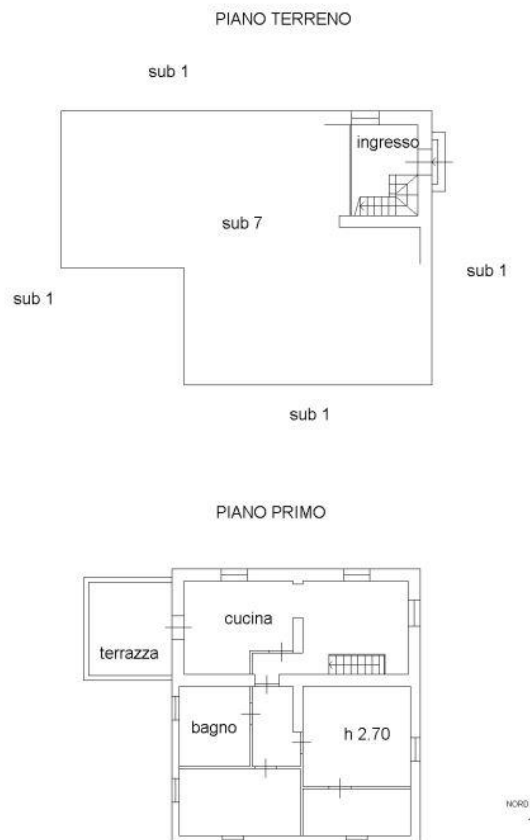 PIANO TERRENO
sub 1
ingresso
sub 7
sub 1
sub 1
sub 1
PIANO PRIMO
cucina
terrazza
bagno
h 2.70
NORD